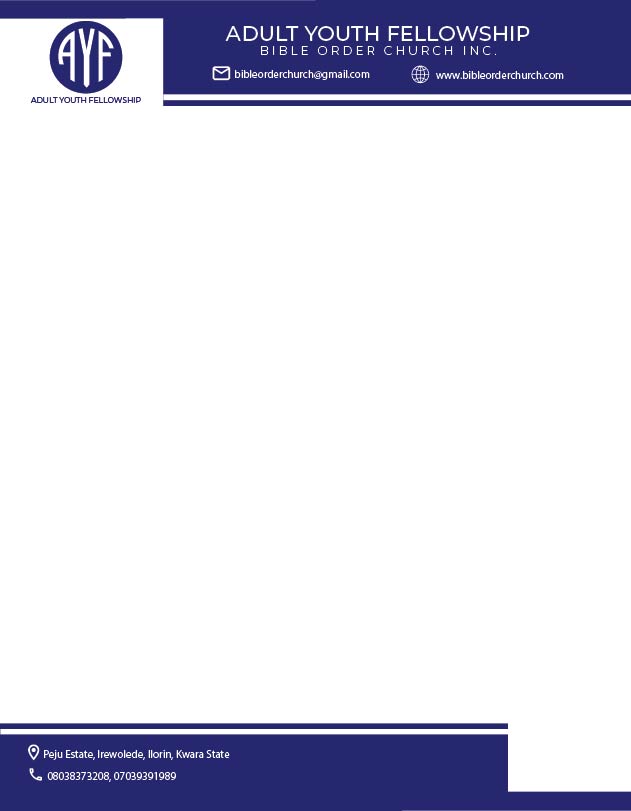 AYF
ADULT YOUTH FELLOWSHIP
ADULT YOUTH FELLOWSHIP
BIBLE ORDER CHURCH INC.
bibleorderchurch@gmail.com
www.bibleorderchurch.com
Peju Estate, Irewolede, Ilorin, Kwara State
08038373208, 07039391989